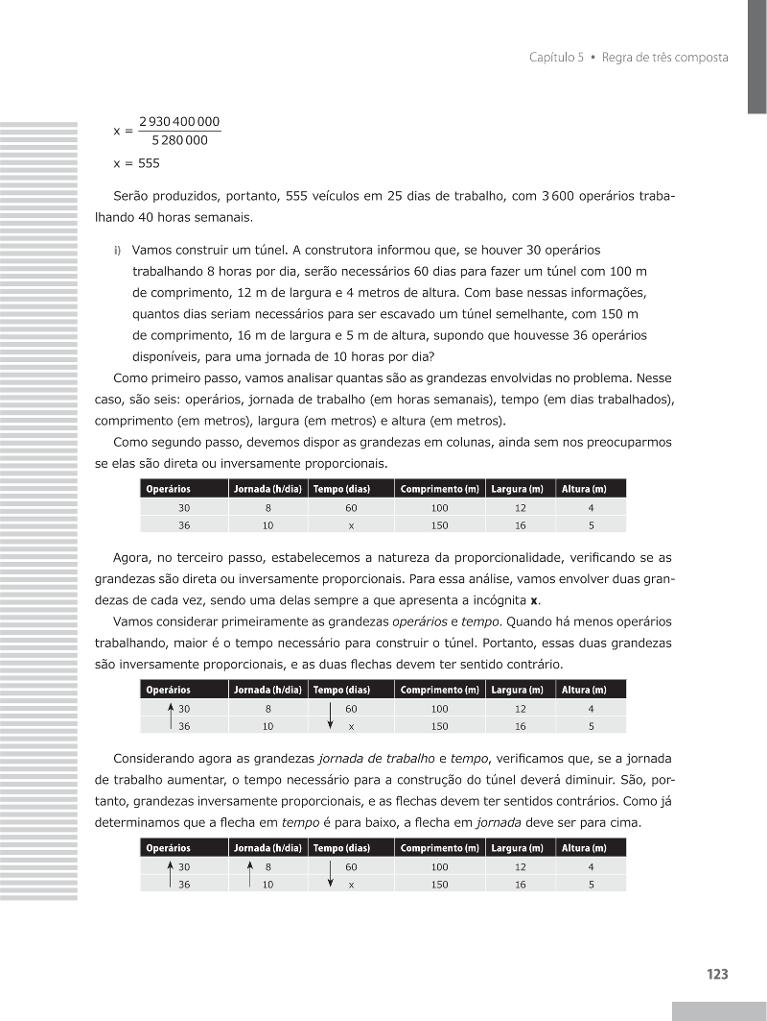 Capítulo 5 • Regra de três composta
x = 2 930 400 000 / 5 280 000
x = 555
Serão produzidos, portanto, 555 veículos em 25 dias de trabalho, com 3 600 operários traba-
lhando 40 horas semanais.
i) Vamos construir um túnel. A construtora informou que, se houver 30 operários
trabalhando 8 horas por dia, serão necessários 60 dias para fazer um túnel com 100 m
de comprimento, 12 m de largura e 4 metros de altura. Com base nessas informações,
quantos dias seriam necessários para ser escavado um túnel semelhante, com 150 m
de comprimento, 16 m de largura e 5 m de altura, supondo que houvesse 36 operários
disponíveis, para uma jornada de 10 horas por dia?
Como primeiro passo, vamos analisar quantas são as grandezas envolvidas no problema. Nesse
caso, são seis: operários, jornada de trabalho (em horas semanais), tempo (em dias trabalhados),
comprimento (em metros), largura (em metros) e altura (em metros).
Como segundo passo, devemos dispor as grandezas em colunas, ainda sem nos preocuparmos
se elas são direta ou inversamente proporcionais.
Operários Jornada (h/dia) Tempo (dias) Comprimento (m) Largura (m) Altura (m)
30 8 60 100 12 4
36 10 x 150 16 5
Agora, no terceiro passo, estabelecemos a natureza da proporcionalidade, verificando se as
grandezas são direta ou inversamente proporcionais. Para essa análise, vamos envolver duas gran-
dezas de cada vez, sendo uma delas sempre a que apresenta a incógnita x.
Vamos considerar primeiramente as grandezas operários e tempo. Quando há menos operários
trabalhando, maior é o tempo necessário para construir o túnel. Portanto, essas duas grandezas
são inversamente proporcionais, e as duas flechas devem ter sentido contrário.
Operários Jornada (h/dia) Tempo (dias) Comprimento (m) Largura (m) Altura (m)
30 8 60 100 12 4
36 10 x 150 16 5
Considerando agora as grandezas jornada de trabalho e tempo, verificamos que, se a jornada
de trabalho aumentar, o tempo necessário para a construção do túnel deverá diminuir. São, por-
tanto, grandezas inversamente proporcionais, e as flechas devem ter sentidos contrários. Como já
determinamos que a flecha em tempo é para baixo, a flecha em jornada deve ser para cima.
Operários Jornada (h/dia) Tempo (dias) Comprimento (m) Largura (m) Altura (m)
30 8 60 100 12 4
36 10 x 150 16 5
123